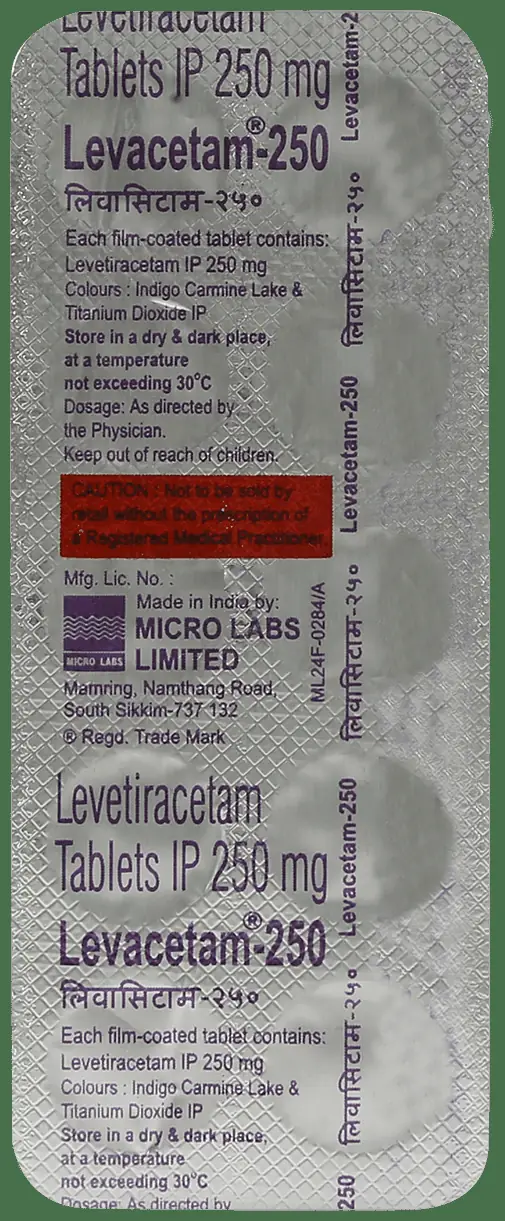 Levetiracetam
Tablets IP 250 mg
Levacetam®-250
लिवासिटाम-२५०
Each film-coated tablet contains:
Levetiracetam IP 250 mg
Colours : Indigo Carmine Lake &
Titanium Dioxide IP
Store in a dry & dark place,
at a temperature
not exceeding 30°C
Dosage: As directed by
the Physician.
Keep out of reach of children.
CAUTION : Not to be sold by
retail without the prescription of
a Registered Medical Practitioner.
Mfg. Lic. No. :
Made in India by:
MICRO LABS
LIMITED
MICRO LABS
Mamring, Namthang Road,
South Sikkim-737 132
® Regd. Trade Mark
ML24F-0284/A
Levetiracetam
Tablets IP 250 mg
Levacetam®-250
लिवासिटाम-२५०
Each film-coated tablet contains:
Levetiracetam IP 250 mg
Colours : Indigo Carmine Lake &
Titanium Dioxide IP
Store in a dry & dark place,
at a temperature
not exceeding 30°C
Dosage: As directed by
Levacetam-2
लिवासिटाम-२५०
Levacetam-250
लिवासिटाम-२५०
Levacetam-250
लिवासिटाम-२५०
250